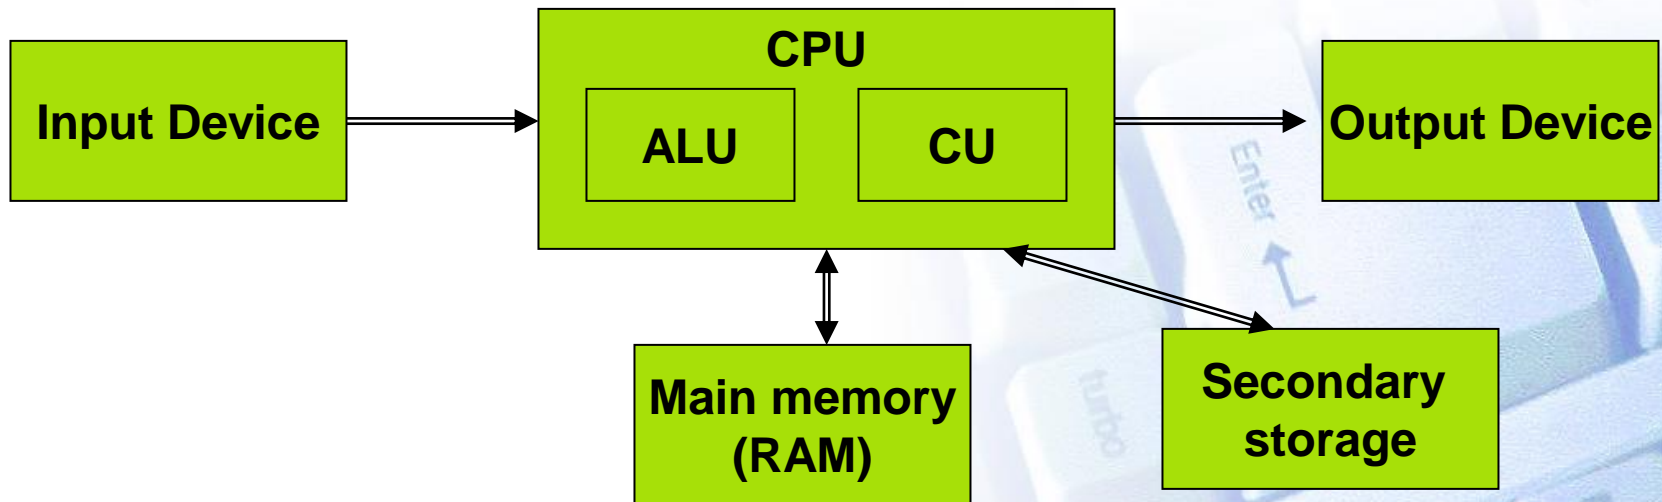 CPU
Input Device
ALU
CU
Output Device
Enter
Main memory
(RAM)
Secondary
storage
turbo